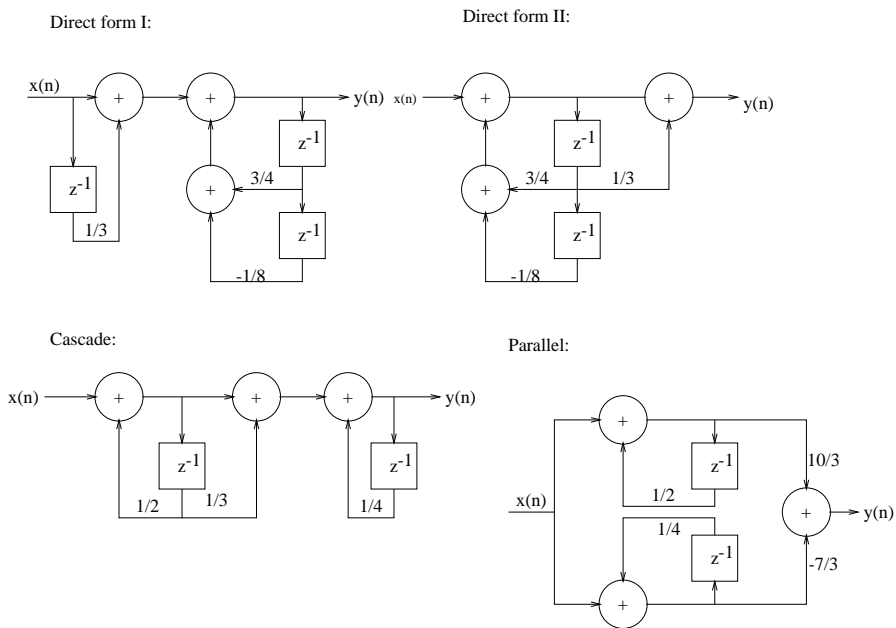 Direct form I:
x(n)
+
+
y(n)
z-1
z-1
1/3
+
3/4
z-1
-1/8
Direct form II:
x(n)
+
+
y(n)
z-1
+
3/4
1/3
z-1
-1/8
Cascade:
x(n)
+
+
+
y(n)
z-1
1/2
1/3
z-1
1/4
Parallel:
x(n)
+
z-1
1/2
10/3
+
y(n)
1/4
z-1
-7/3
+